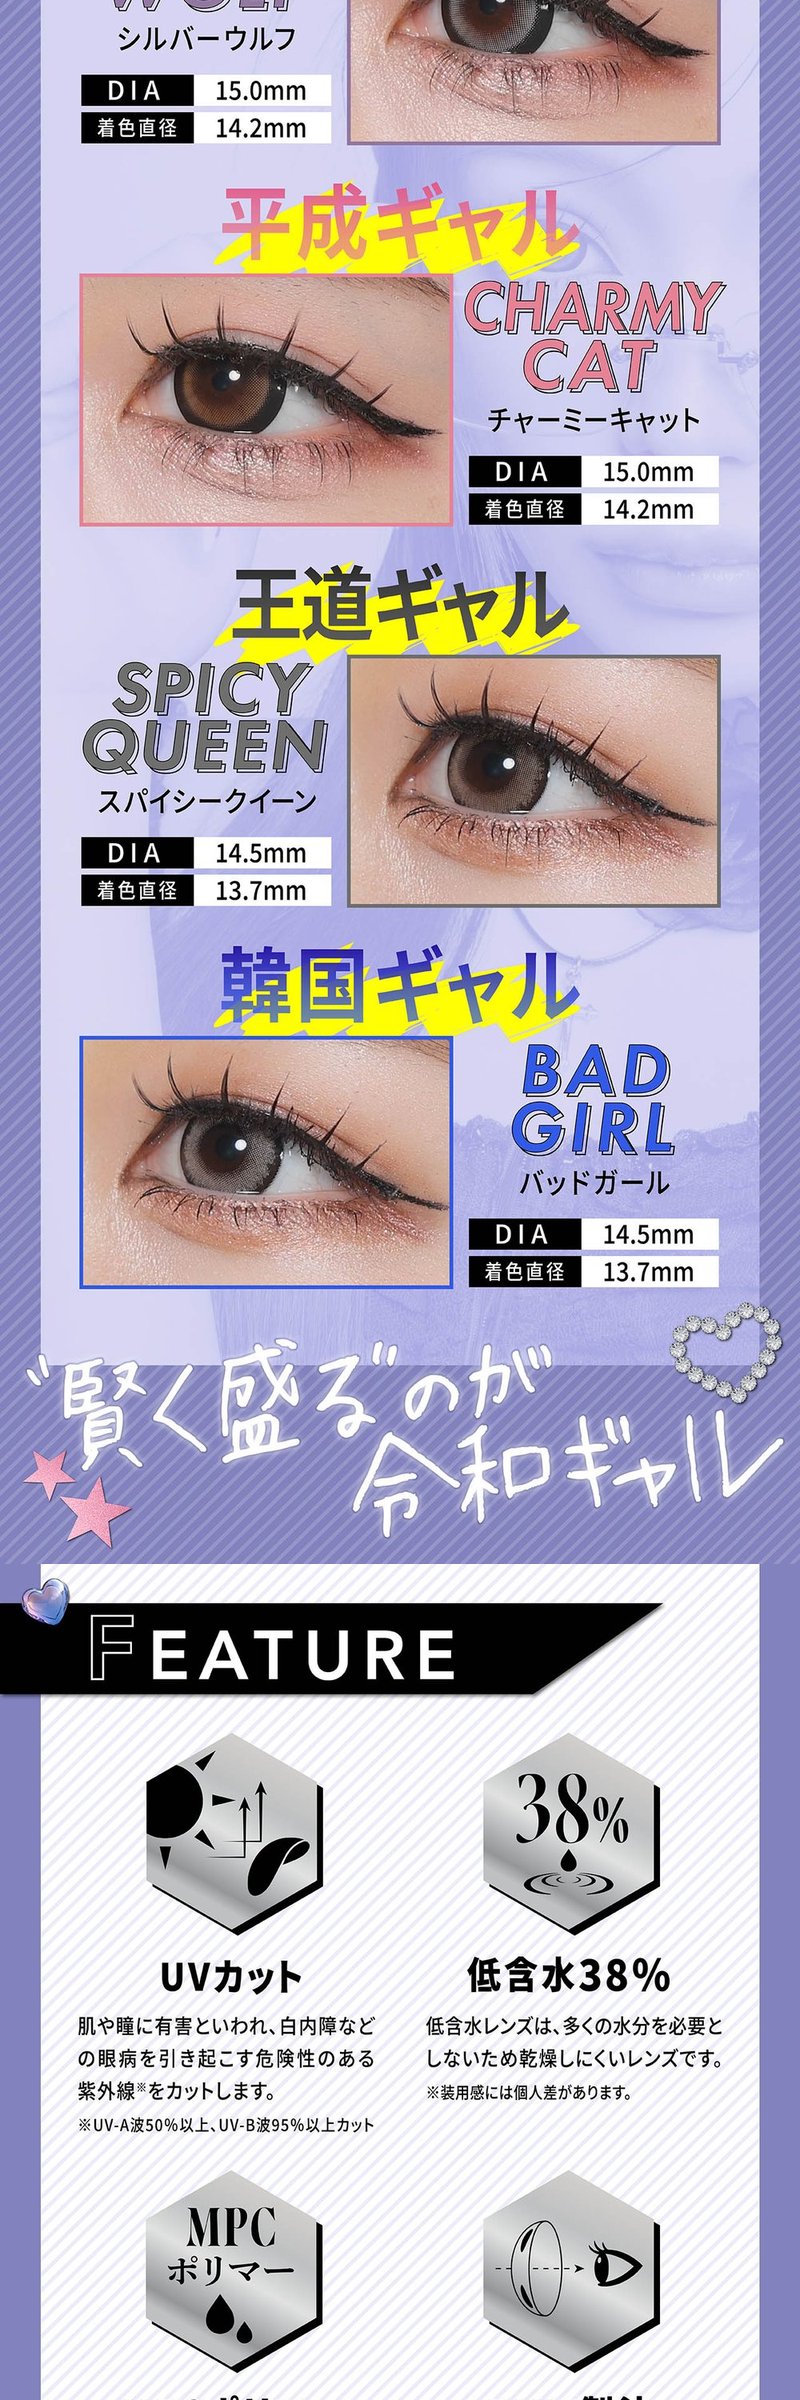 WOLF
シルバーウルフ
DIA 15.0mm
着色直径 14.2mm
平成ギャル
CHARMY
CAT
チャーミーキャット
DIA 15.0mm
着色直径 14.2mm
王道ギャル
SPICY
QUEEN
スパイシークイーン
DIA 14.5mm
着色直径 13.7mm
韓国ギャル
BAD
GIRL
バッドガール
DIA 14.5mm
着色直径 13.7mm
"賢く盛る"のが
令和ギャル
FEATURE
UVカット
肌や瞳に有害といわれ、白内障など
の眼病を引き起こす危険性のある
紫外線※をカットします。
※UV-A波50%以上、UV-B波95%以上カット
38%
低含水38%
低含水レンズは、多くの水分を必要と
しないため乾燥しにくいレンズです。
※装用感には個人差があります。
MPC
ポリマー